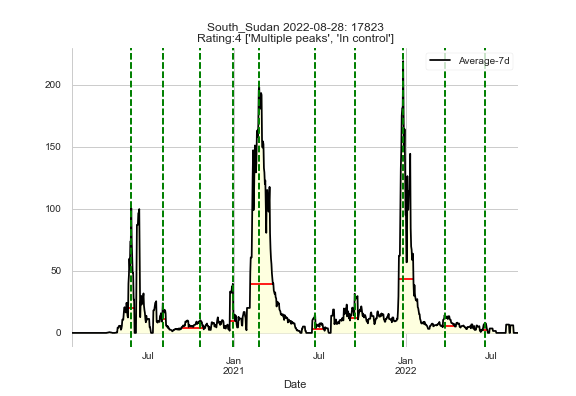 South_Sudan 2022-08-28: 17823
Rating:4 ['Multiple peaks', 'In control']
Average-7d
200
150
100
50
0
Jul
Jan
2021
Jul
Jan
2022
Jul
Date